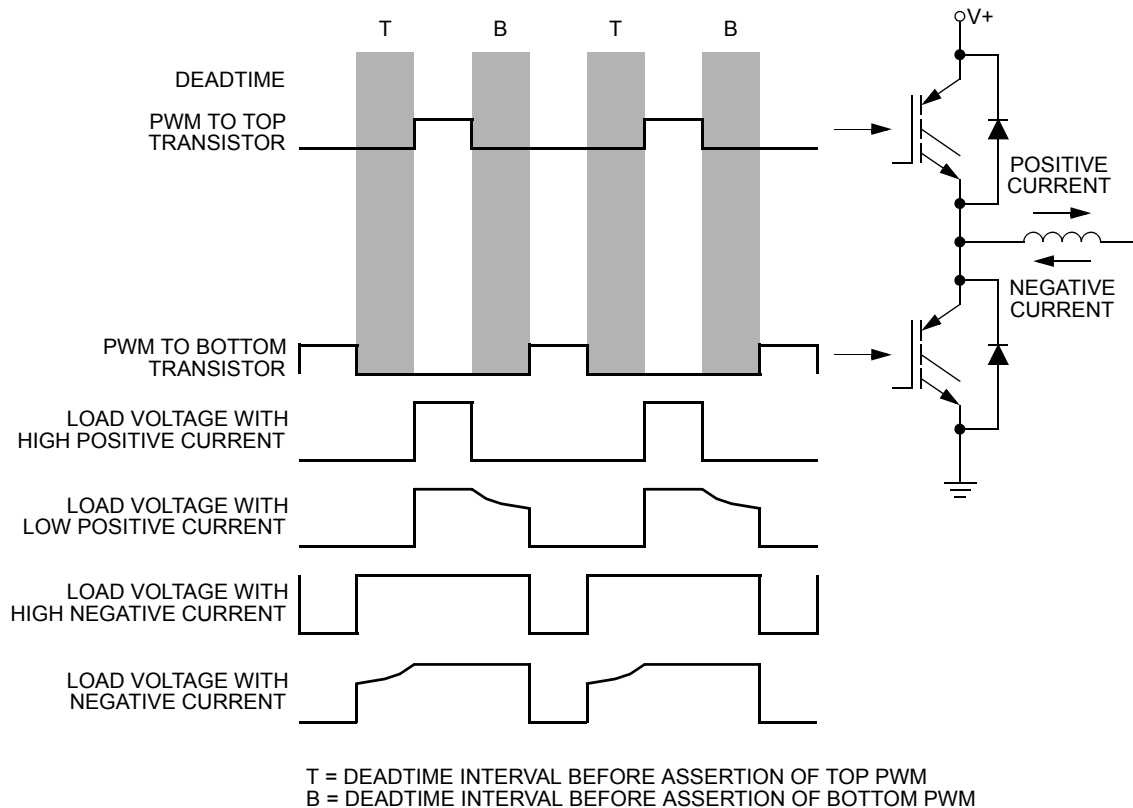 T B T B
V+
DEADTIME
PWM TO TOP
TRANSISTOR
POSITIVE
CURRENT
NEGATIVE
CURRENT
PWM TO BOTTOM
TRANSISTOR
LOAD VOLTAGE WITH
HIGH POSITIVE CURRENT
LOAD VOLTAGE WITH
LOW POSITIVE CURRENT
LOAD VOLTAGE WITH
HIGH NEGATIVE CURRENT
LOAD VOLTAGE WITH
NEGATIVE CURRENT
T = DEADTIME INTERVAL BEFORE ASSERTION OF TOP PWM
B = DEADTIME INTERVAL BEFORE ASSERTION OF BOTTOM PWM